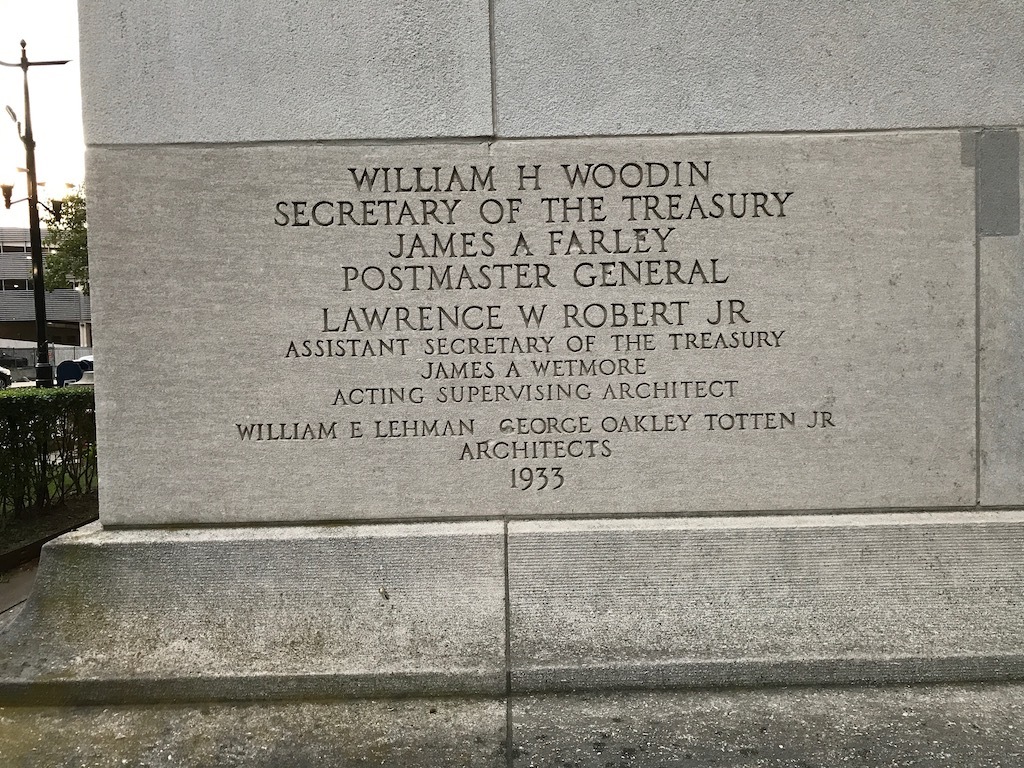 WILLIAM H WOODIN
SECRETARY OF THE TREASURY
JAMES A FARLEY
POSTMASTER GENERAL
LAWRENCE W ROBERT JR
ASSISTANT SECRETARY OF THE TREASURY
JAMES A WETMORE
ACTING SUPERVISING ARCHITECT
WILLIAM E LEHMAN GEORGE OAKLEY TOTTEN JR
ARCHITECTS
1933